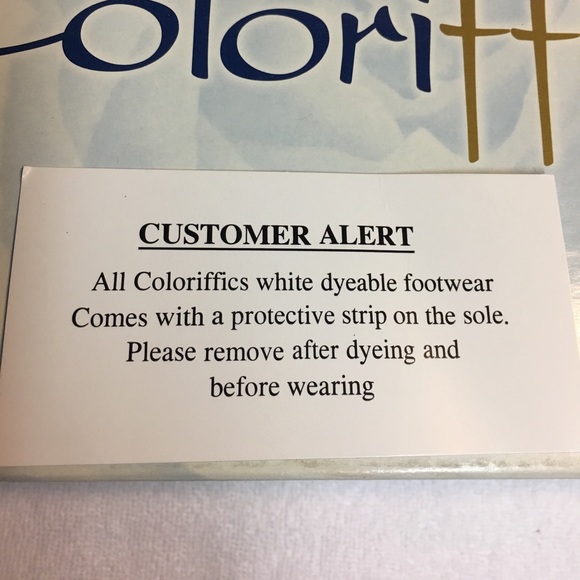 Coloriff
CUSTOMER ALERT
All Coloriffics white dyeable footwear
Comes with a protective strip on the sole.
Please remove after dyeing and
before wearing